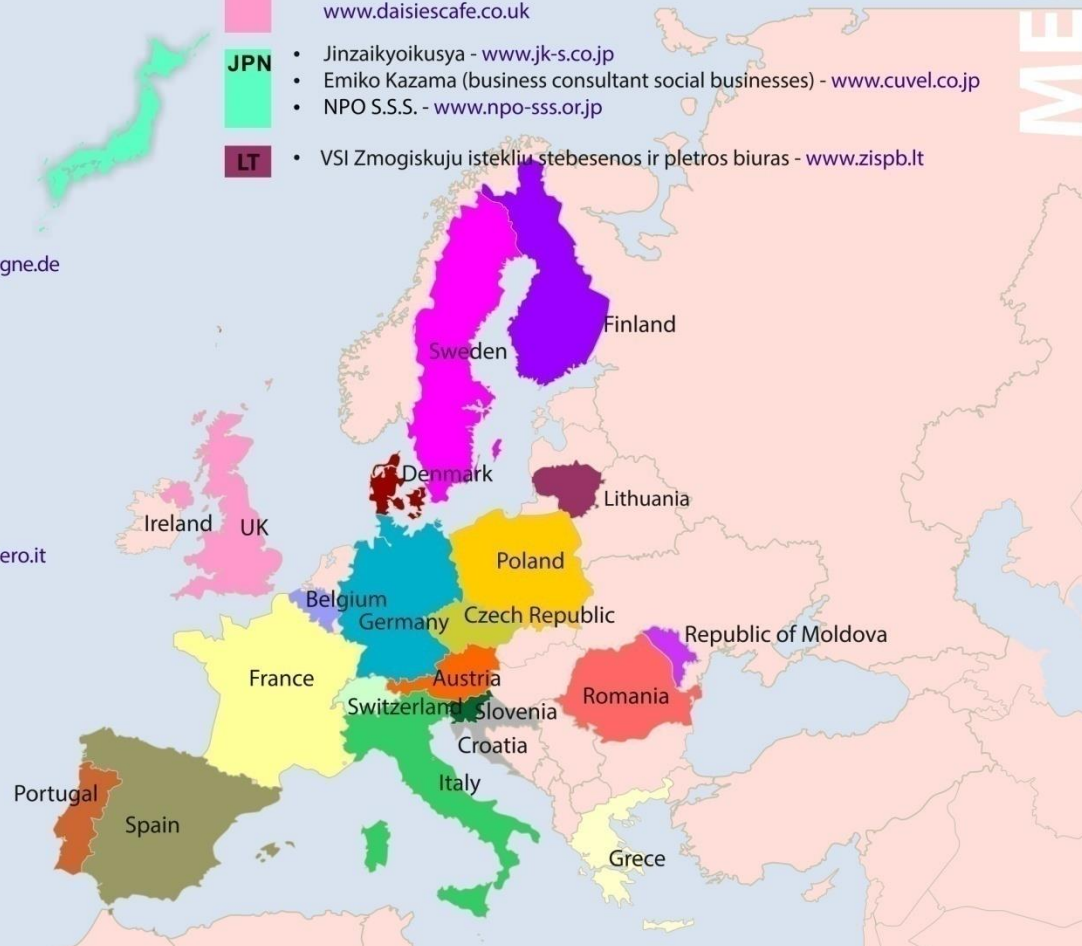 www.daisiescafe.co.uk
JPN
• Jinzaikyoikusya - www.jk-s.co.jp
• Emiko Kazama (business consultant social businesses) - www.cuvel.co.jp
• NPO S.S.S. - www.npo-sss.or.jp
ME
LT
• VSI Zmogiskuju istekliu stebesenos ir pletros biuras - www.zispb.lt
gne.de
Finland
Sweden
Denmark
Lithuania
Ireland
UK
ero.it
Poland
Belgium
Germany
Czech Republic
Republic of Moldova
France
Austria
Romania
Switzerland
Slovenia
Croatia
Italy
Portugal
Spain
Grece